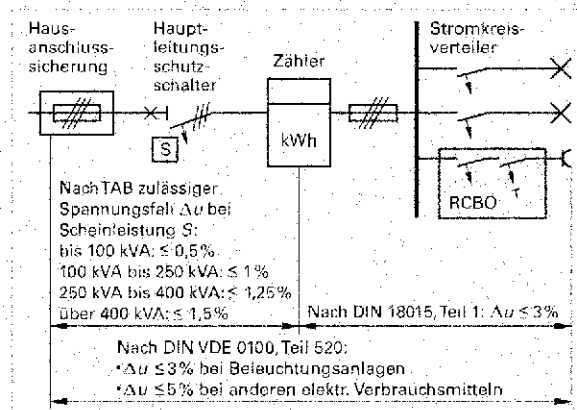 Haus-
anschluss-
sicherung
Haupt-
leitungs-
schutz-
schalter
Zähler
Stromkreis-
verteiler
S
kWh
RCBO
Nach TAB zulässiger
Spannungsfall Δu bei
Scheinleistung S:
bis 100 kVA: ≤ 0,5%
100 kVA bis 250 kVA: ≤ 1%
250 kVA bis 400 kVA: ≤ 1,25%
über 400 kVA: ≤ 1,5%
Nach DIN 18015, Teil 1: Δu ≤ 3%
Nach DIN VDE 0100, Teil 520:
•Δu ≤ 3% bei Beleuchtungsanlagen
•Δu ≤ 5% bei anderen elektr. Verbrauchsmitteln